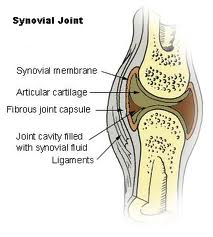 Synovial Joint
Synovial membrane
Articular cartilage
Fibrous joint capsule
Joint cavity filled
with synovial fluid
Ligaments